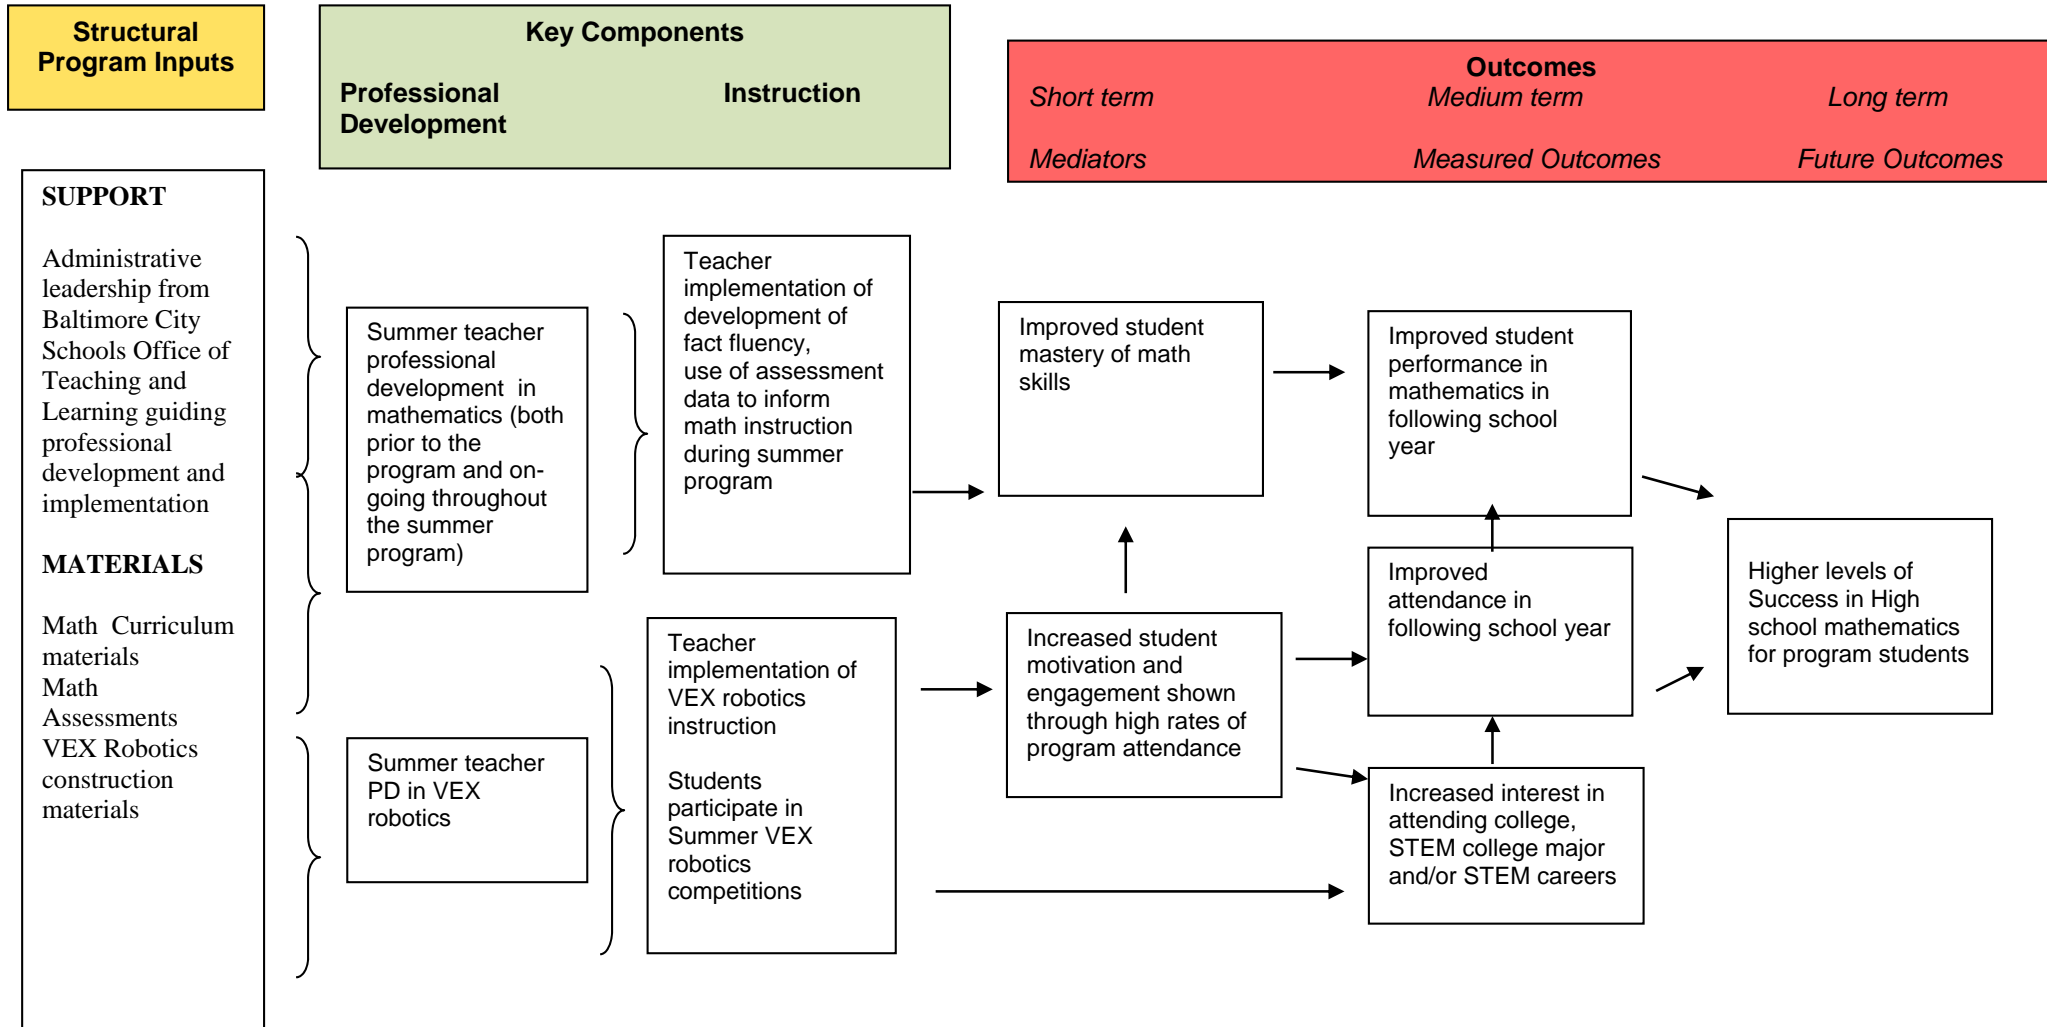 Structural
Program Inputs
Key Components
Professional
Development
Instruction
Outcomes
Short term
Medium term
Long term
Mediators
Measured Outcomes
Future Outcomes
SUPPORT
Administrative
leadership from
Baltimore City
Schools Office of
Teaching and
Learning guiding
professional
development and
implementation
MATERIALS
Math Curriculum
materials
Math
Assessments
VEX Robotics
construction
materials
Summer teacher
professional
development in
mathematics (both
prior to the
program and on-
going throughout
the summer
program)
Summer teacher
PD in VEX
robotics
Teacher
implementation of
development of
fact fluency,
use of assessment
data to inform
math instruction
during summer
program
Teacher
implementation of
VEX robotics
instruction
Students
participate in
Summer VEX
robotics
competitions
Improved student
mastery of math
skills
Increased student
motivation and
engagement shown
through high rates of
program attendance
Improved student
performance in
mathematics in
following school
year
Improved
attendance in
following school year
Increased interest in
attending college,
STEM college major
and/or STEM careers
Higher levels of
Success in High
school mathematics
for program students